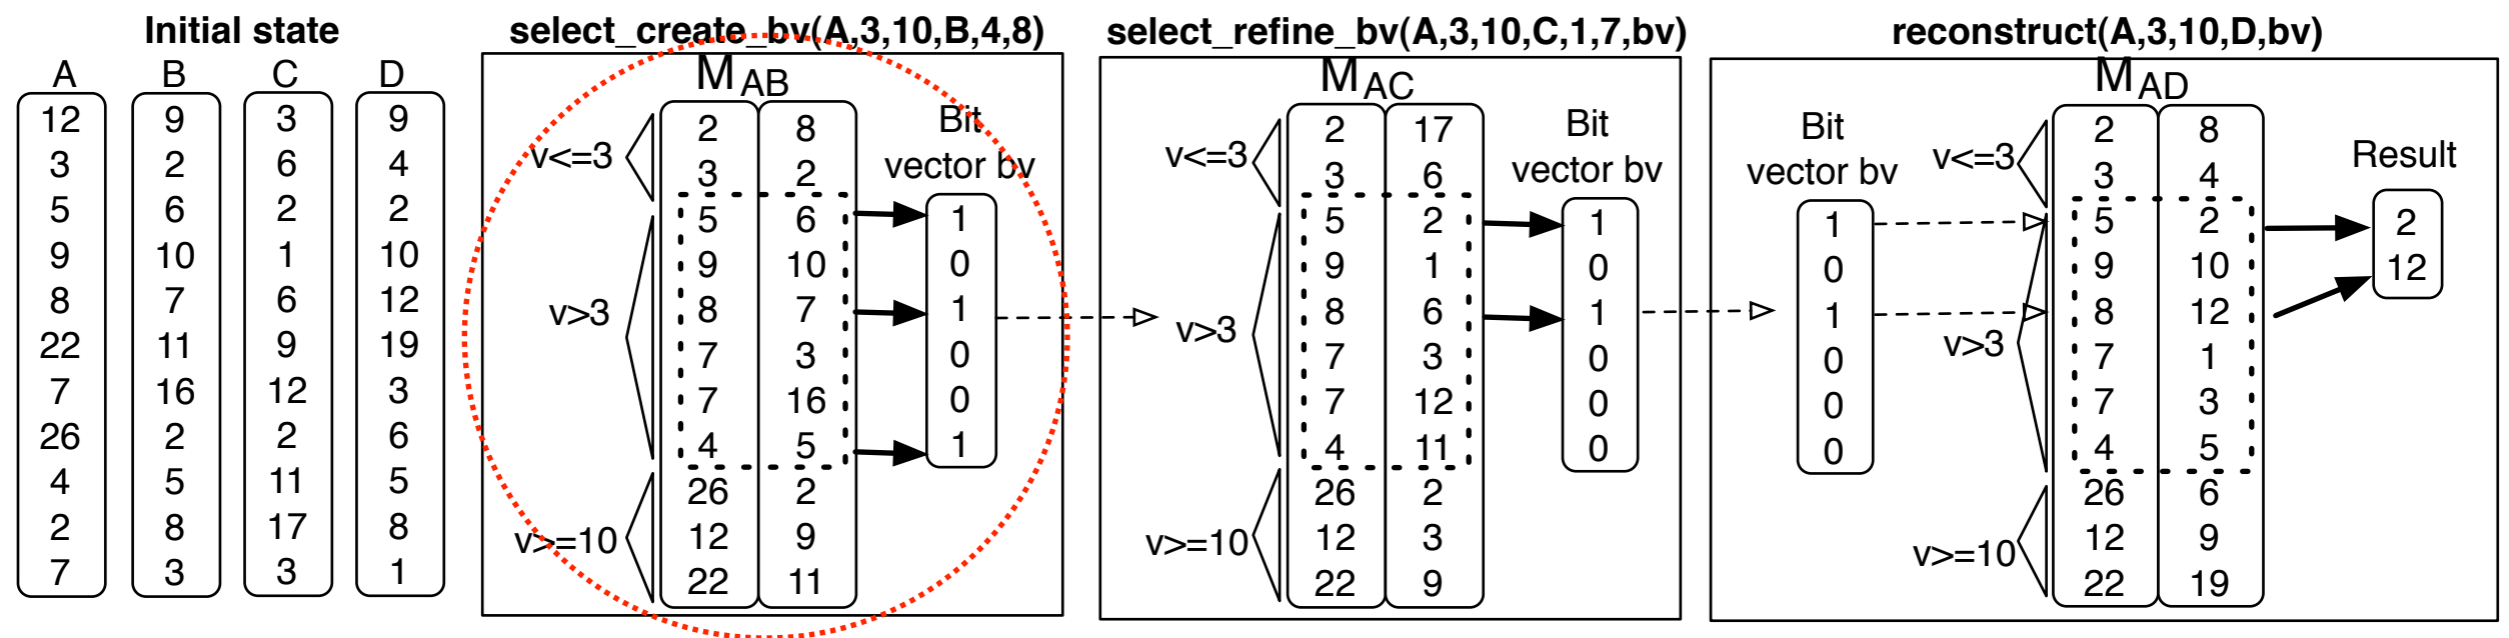 Initial state
A B C D
12 9 3 9
3 2 6 4
5 6 2 2
9 10 1 10
8 7 6 12
22 11 9 19
7 16 12 3
26 2 2 6
4 5 11 5
2 8 17 8
7 3 3 1
select_create_bv(A,3,10,B,4,8)
M AB
Bit
vector bv
v<=3
v>3
v>=10
2 8
3 2
5 6 1
9 10 0
8 7 1
7 3 0
7 16 0
4 5 1
26 2
12 9
22 11
select_refine_bv(A,3,10,C,1,7,bv)
M AC
Bit
vector bv
v<=3
v>3
v>=10
2 17
3 6
5 2 1
9 1 0
8 6 1
7 3 0
7 12 0
4 11 0
26 2
12 3
22 9
reconstruct(A,3,10,D,bv)
M AD
Bit
vector bv
v<=3
v>3
v>=10
2 8
3 4
1 5 2
0 9 10
1 8 12
0 7 1
0 7 3
0 4 5
26 6
12 9
22 19
Result
2
12